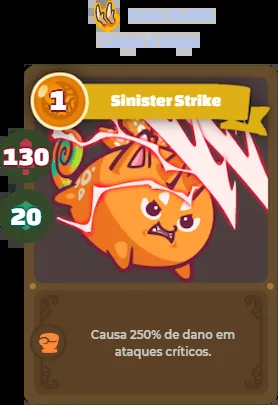 1
Sinister Strike
130
20
Causa 250% de dano em
ataques críticos.